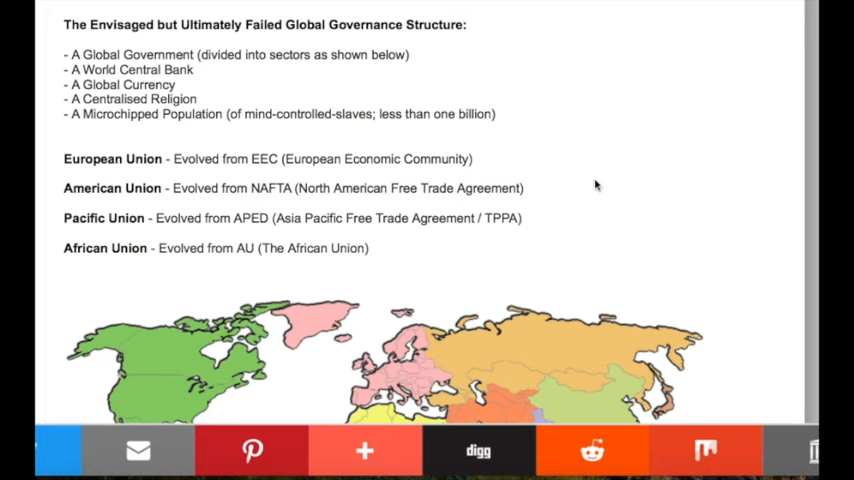 The Envisaged but Ultimately Failed Global Governance Structure:
- A Global Government (divided into sectors as shown below)
- A World Central Bank
- A Global Currency
- A Centralised Religion
- A Microchipped Population (of mind-controlled-slaves; less than one billion)
European Union - Evolved from EEC (European Economic Community)
American Union - Evolved from NAFTA (North American Free Trade Agreement)
Pacific Union - Evolved from APED (Asia Pacific Free Trade Agreement / TPPA)
African Union - Evolved from AU (The African Union)
digg